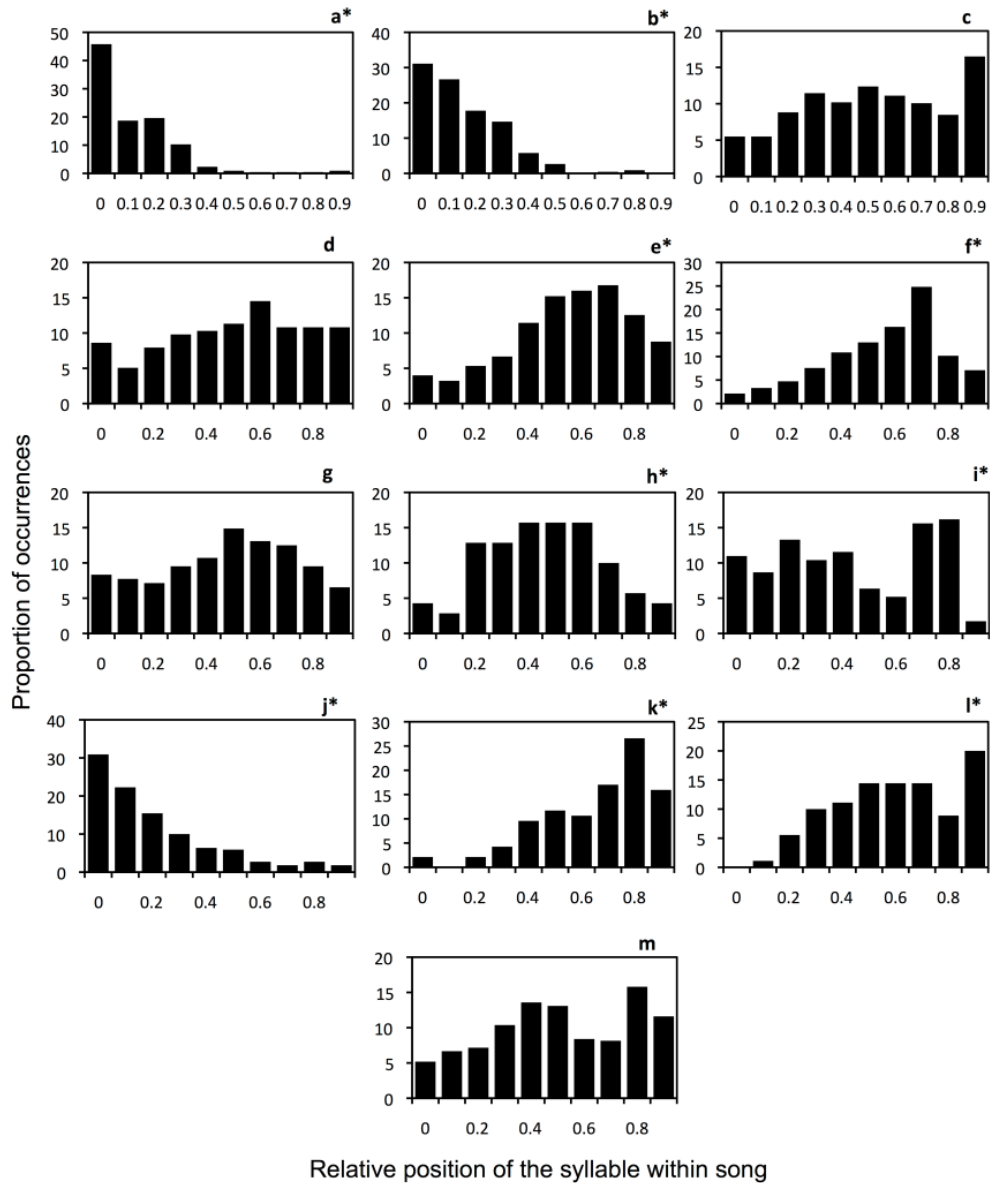 a* b* c
50 40 20
40 30 15
30 20 10
20 10 5
10 0 0
0
0 0.1 0.2 0.3 0.4 0.5 0.6 0.7 0.8 0.9 0 0.1 0.2 0.3 0.4 0.5 0.6 0.7 0.8 0.9 0 0.1 0.2 0.3 0.4 0.5 0.6 0.7 0.8 0.9
d e* f*
20 20 30
15 15 25
10 10 20
5 5 15
0 0 10
5
0
0 0.2 0.4 0.6 0.8 0 0.2 0.4 0.6 0.8 0 0.2 0.4 0.6 0.8
Proportion of occurrences
g h* i*
20 20 20
15 15 15
10 10 10
5 5 5
0 0 0
0 0.2 0.4 0.6 0.8 0 0.2 0.4 0.6 0.8 0 0.2 0.4 0.6 0.8
j* k* l*
40 30 25
30 25 20
20 20 15
10 15 10
0 10 5
5 0
0
0 0.2 0.4 0.6 0.8 0 0.2 0.4 0.6 0.8 0 0.2 0.4 0.6 0.8
m
20
15
10
5
0
0 0.2 0.4 0.6 0.8
Relative position of the syllable within song